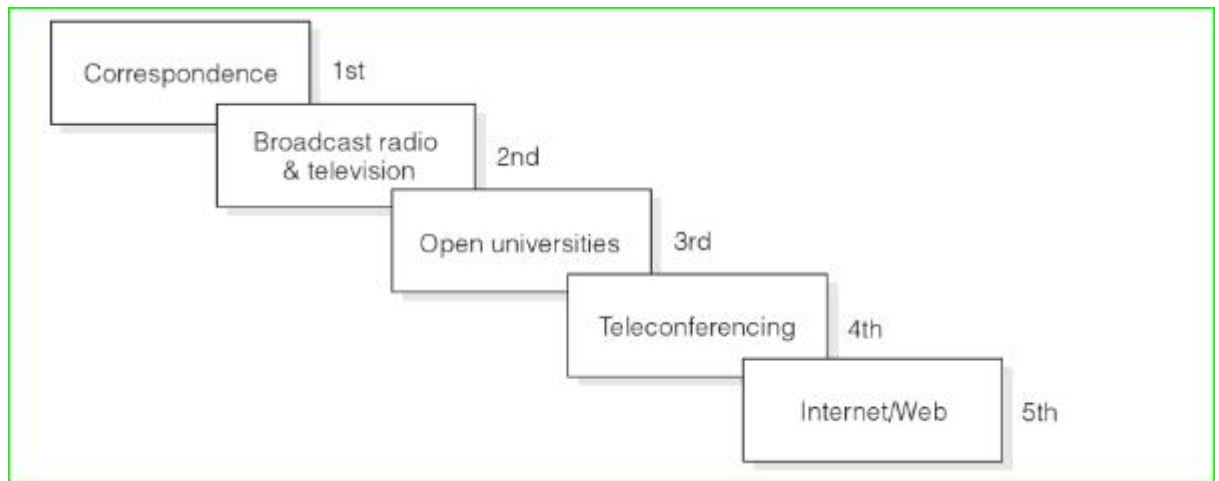 Correspondence
1st
Broadcast radio
& television
2nd
Open universities
3rd
Teleconferencing
4th
Internet/Web
5th